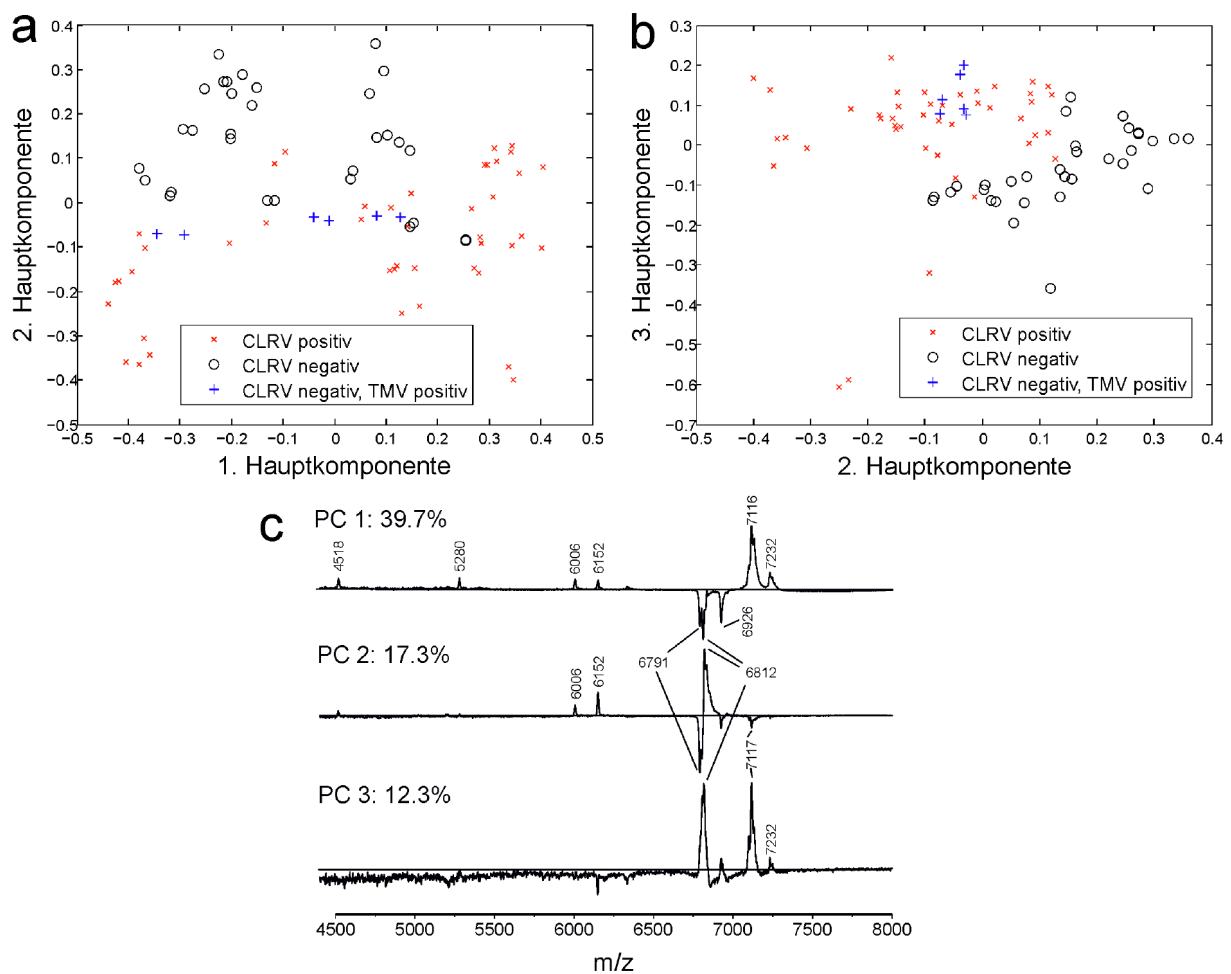 a
0.4
0.3
0.2
0.1
0
−0.1
−0.2
−0.3
−0.4
−0.5
2. Hauptkomponente
CLRV positiv
CLRV negativ
CLRV negativ, TMV positiv
−0.5 −0.4 −0.3 −0.2 −0.1 0 0.1 0.2 0.3 0.4 0.5
1. Hauptkomponente
b
0.3
0.2
0.1
0
−0.1
−0.2
−0.3
−0.4
−0.5
−0.6
−0.7
3. Hauptkomponente
CLRV positiv
CLRV negativ
CLRV negativ, TMV positiv
−0.5 −0.4 −0.3 −0.2 −0.1 0 0.1 0.2 0.3 0.4
2. Hauptkomponente
c
PC 1: 39.7%
4518
5280
6006
6152
7116
7232
6926
6791
6812
PC 2: 17.3%
6006
6152
7117
PC 3: 12.3%
7232
4500 5000 5500 6000 6500 7000 7500 8000
m/z